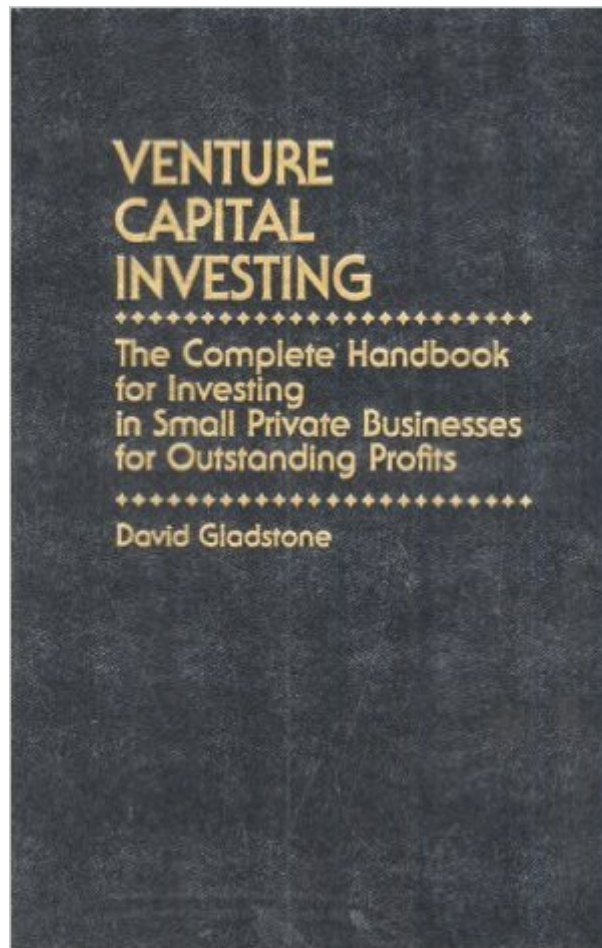 VENTURE
CAPITAL
INVESTING
The Complete Handbook
for Investing
in Small Private Businesses
for Outstanding Profits
David Gladstone